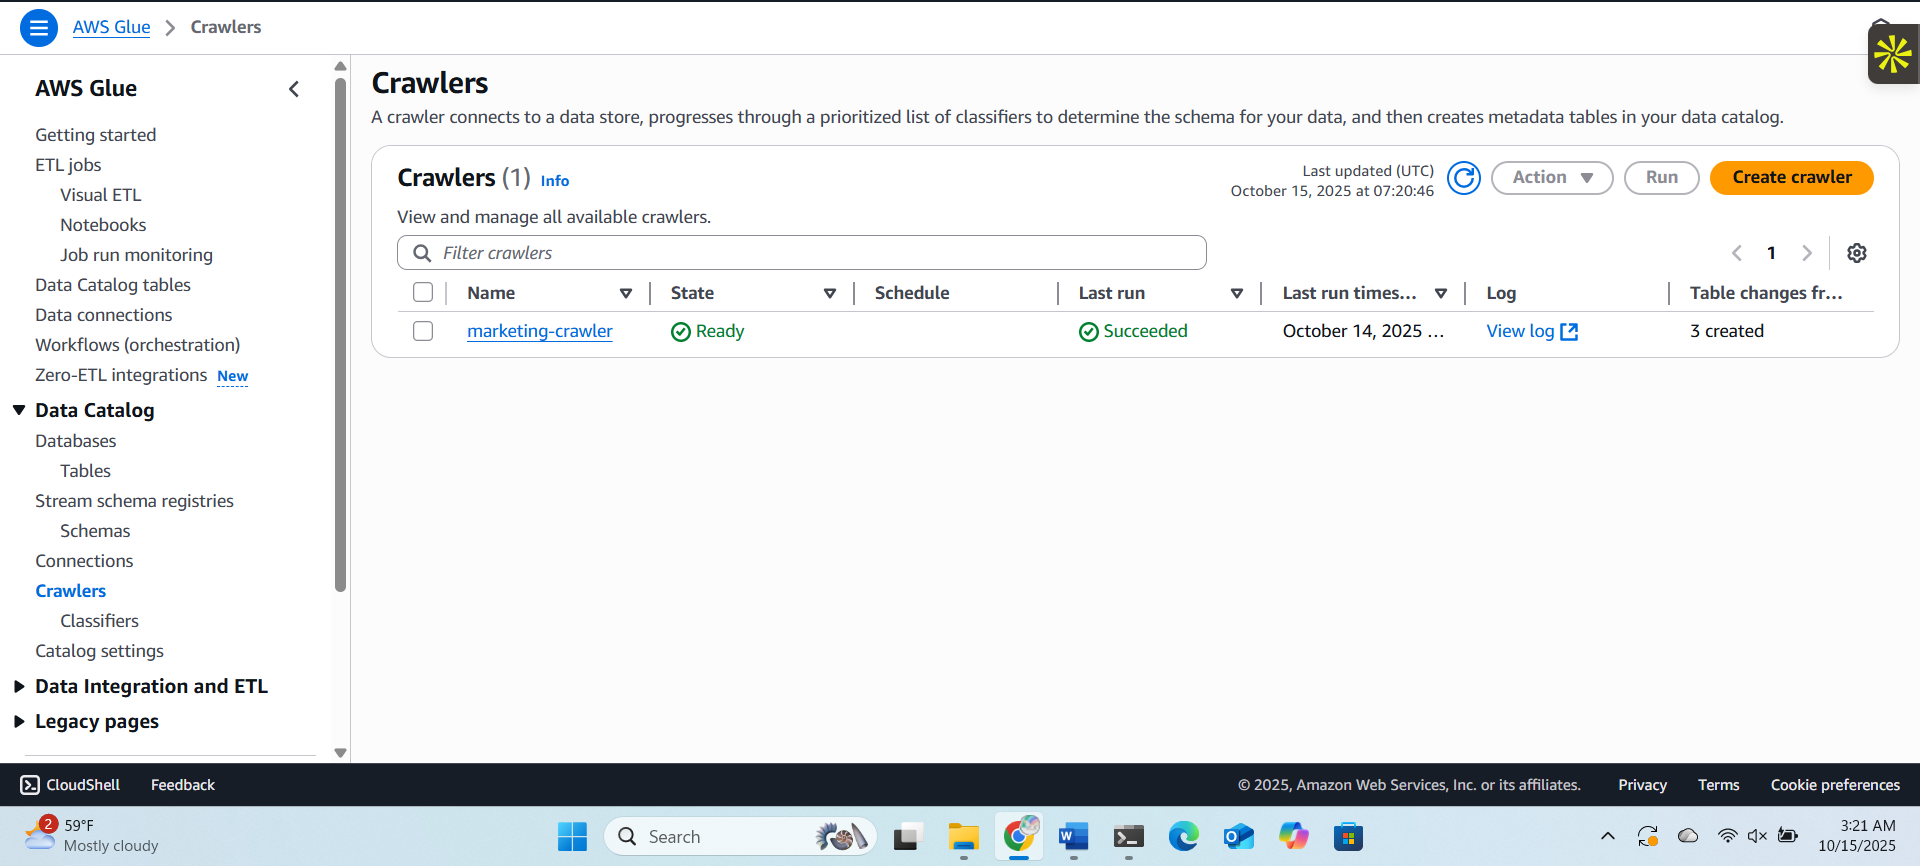 AWS Glue > Crawlers
AWS Glue
Getting started
ETL jobs
Visual ETL
Notebooks
Job run monitoring
Data Catalog tables
Data connections
Workflows (orchestration)
Zero-ETL integrations New
Data Catalog
Databases
Tables
Stream schema registries
Schemas
Connections
Crawlers
Classifiers
Catalog settings
Data Integration and ETL
Legacy pages
Crawlers
A crawler connects to a data store, progresses through a prioritized list of classifiers to determine the schema for your data, and then creates metadata tables in your data catalog.
Crawlers (1) Info
Last updated (UTC)
October 15, 2025 at 07:20:46
Action
Run
Create crawler
View and manage all available crawlers.
Filter crawlers
1
Name State Schedule Last run Last run times... Log Table changes fr...
marketing-crawler Ready Succeeded October 14, 2025 ... View log 3 created
CloudShell Feedback © 2025, Amazon Web Services, Inc. or its affiliates. Privacy Terms Cookie preferences
2
59°F
Mostly cloudy
Search
3:21 AM
10/15/2025